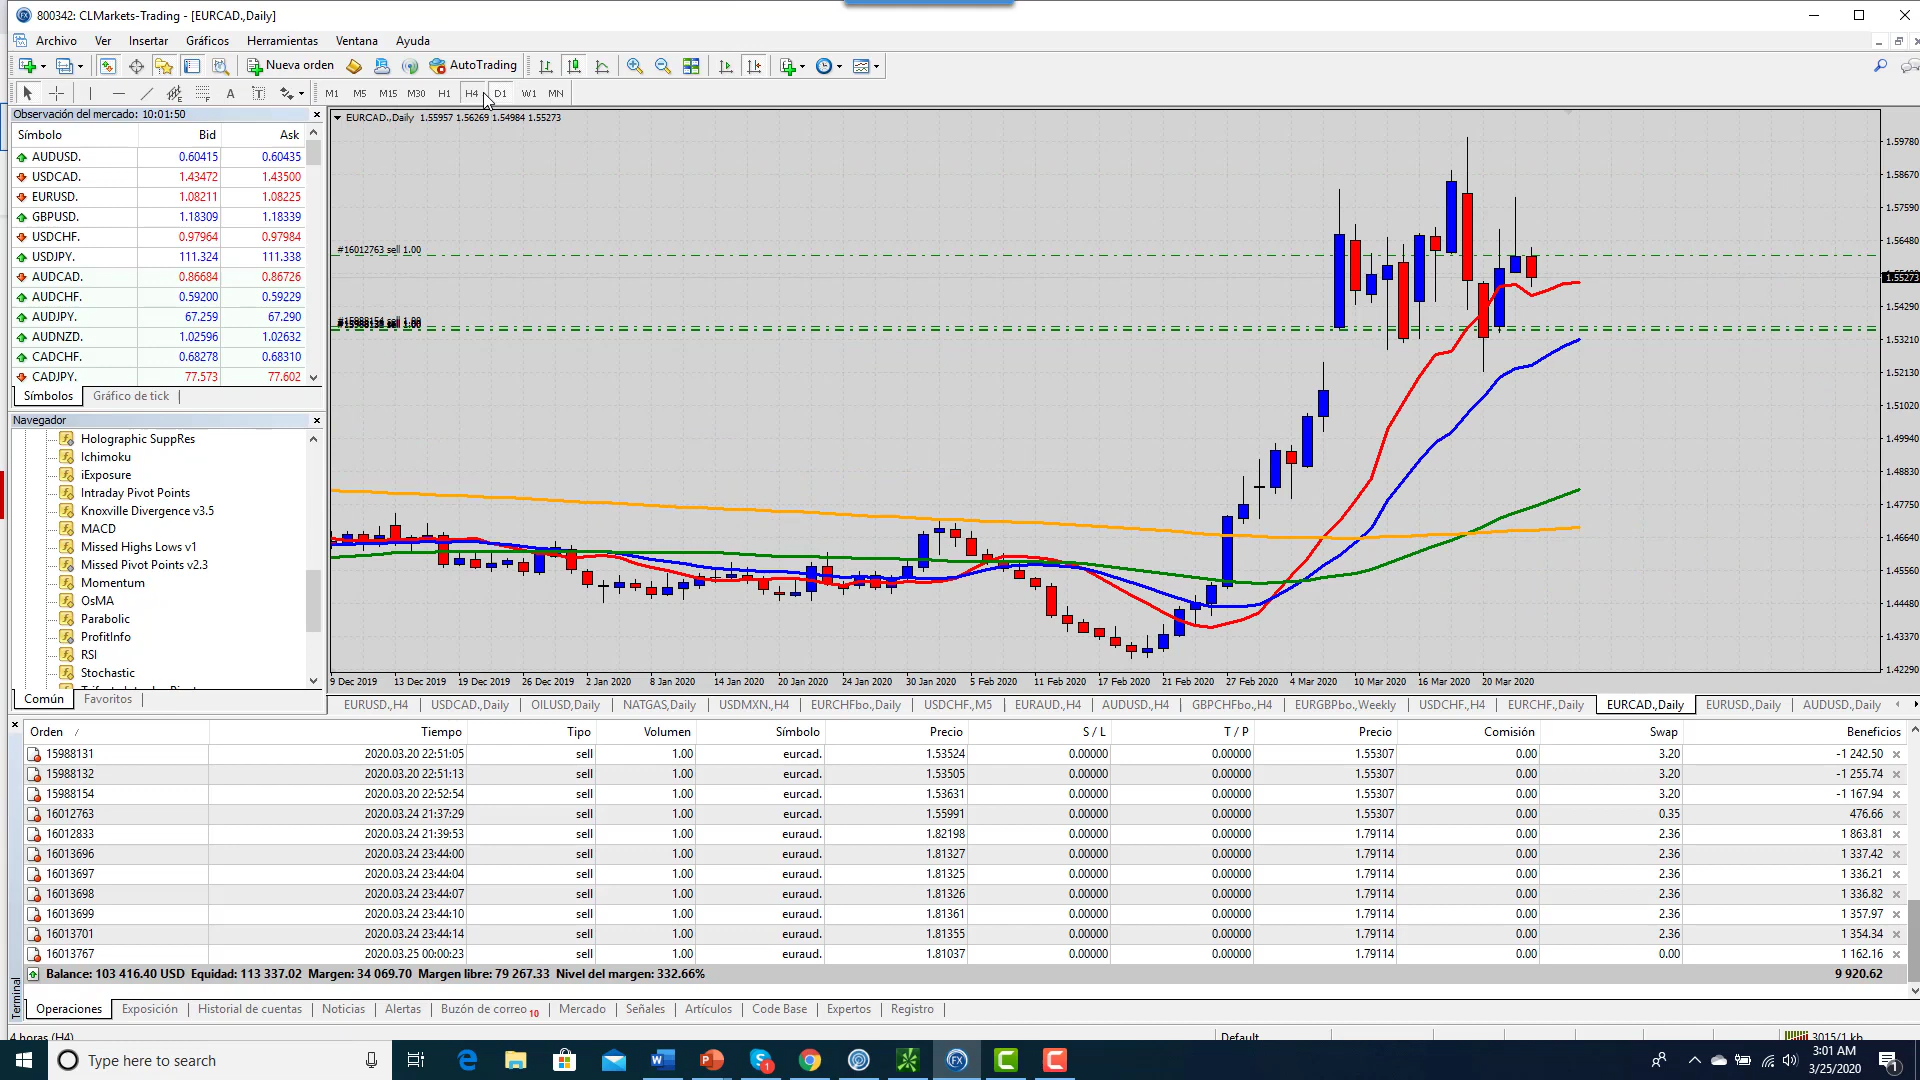 800342: CLMarkets-Trading - [EURCAD.,Daily]
Archivo Ver Insertar Gráficos Herramientas Ventana Ayuda
Nueva orden AutoTrading
M1 M5 M15 M30 H1 H4 D1 W1 MN
Observación del mercado: 10:01:50
Símbolo Bid Ask
AUDUSD. 0.60415 0.60435
USDCAD. 1.43472 1.43500
EURUSD. 1.08211 1.08225
GBPUSD. 1.18309 1.18339
USDCHF. 0.97964 0.97984
USDJPY. 111.324 111.338
AUDCAD. 0.86684 0.86726
AUDCHF. 0.59200 0.59229
AUDJPY. 67.259 67.290
AUDNZD. 1.02596 1.02632
CADCHF. 0.68278 0.68310
CADJPY. 77.573 77.602
Símbolos Gráfico de tick
Navegador
Holographic SuppRes
Ichimoku
iExposure
Intraday Pivot Points
Knoxville Divergence v3.5
MACD
Missed Highs Lows v1
Missed Pivot Points v2.3
Momentum
OsMA
Parabolic
ProfitInfo
RSI
Stochastic
Común Favoritos
EURCAD.,Daily 1.55957 1.56269 1.54984 1.55273
#16012763 sell 1.00
1.59780
1.58670
1.57590
1.56480
1.55273
1.54290
1.53210
1.52130
1.51020
1.49940
1.48830
1.47750
1.46640
1.45560
1.44480
1.43370
1.42290
9 Dec 2019 13 Dec 2019 19 Dec 2019 26 Dec 2019 2 Jan 2020 8 Jan 2020 14 Jan 2020 20 Jan 2020 24 Jan 2020 30 Jan 2020 5 Feb 2020 11 Feb 2020 17 Feb 2020 21 Feb 2020 27 Feb 2020 4 Mar 2020 10 Mar 2020 16 Mar 2020 20 Mar 2020
EURUSD.,H4 USDCAD.,Daily OILUSD,Daily NATGAS,Daily USDMXN.,H4 EURCHFbo.,Daily USDCHF.,M5 EURAUD.,H4 AUDUSD.,H4 GBPCHFbo.,H4 EURGBPbo.,Weekly USDCHF.,H4 EURCHF.,Daily EURCAD.,Daily EURUSD.,Daily AUDUSD.,Daily
Orden / Tiempo Tipo Volumen Símbolo Precio S / L T / P Precio Comisión Swap Beneficios
15988131 2020.03.20 22:51:05 sell 1.00 eurcad. 1.53524 0.00000 0.00000 1.55307 0.00 3.20 -1 242.50
15988132 2020.03.20 22:51:13 sell 1.00 eurcad. 1.53505 0.00000 0.00000 1.55307 0.00 3.20 -1 255.74
15988154 2020.03.20 22:52:54 sell 1.00 eurcad. 1.53631 0.00000 0.00000 1.55307 0.00 3.20 -1 167.94
16012763 2020.03.24 21:37:29 sell 1.00 eurcad. 1.55991 0.00000 0.00000 1.55307 0.00 0.35 476.66
16012833 2020.03.24 21:39:53 sell 1.00 euraud. 1.82198 0.00000 0.00000 1.79114 0.00 2.36 1 863.81
16013696 2020.03.24 23:44:00 sell 1.00 euraud. 1.81327 0.00000 0.00000 1.79114 0.00 2.36 1 337.42
16013697 2020.03.24 23:44:04 sell 1.00 euraud. 1.81325 0.00000 0.00000 1.79114 0.00 2.36 1 336.21
16013698 2020.03.24 23:44:07 sell 1.00 euraud. 1.81326 0.00000 0.00000 1.79114 0.00 2.36 1 336.82
16013699 2020.03.24 23:44:10 sell 1.00 euraud. 1.81361 0.00000 0.00000 1.79114 0.00 2.36 1 357.97
16013701 2020.03.24 23:44:14 sell 1.00 euraud. 1.81355 0.00000 0.00000 1.79114 0.00 2.36 1 354.34
16013767 2020.03.25 00:00:23 sell 1.00 euraud. 1.81037 0.00000 0.00000 1.79114 0.00 0.00 1 162.16
Balance: 103 416.40 USD Equidad: 113 337.02 Margen: 34 069.70 Margen libre: 79 267.33 Nivel del margen: 332.66% 9 920.62
Terminal
Operaciones Exposición Historial de cuentas Noticias Alertas Buzón de correo 10 Mercado Señales Artículos Code Base Expertos Registro
4 horas (H4) Default 3015/1 kb
Type here to search
3:01 AM
3/25/2020